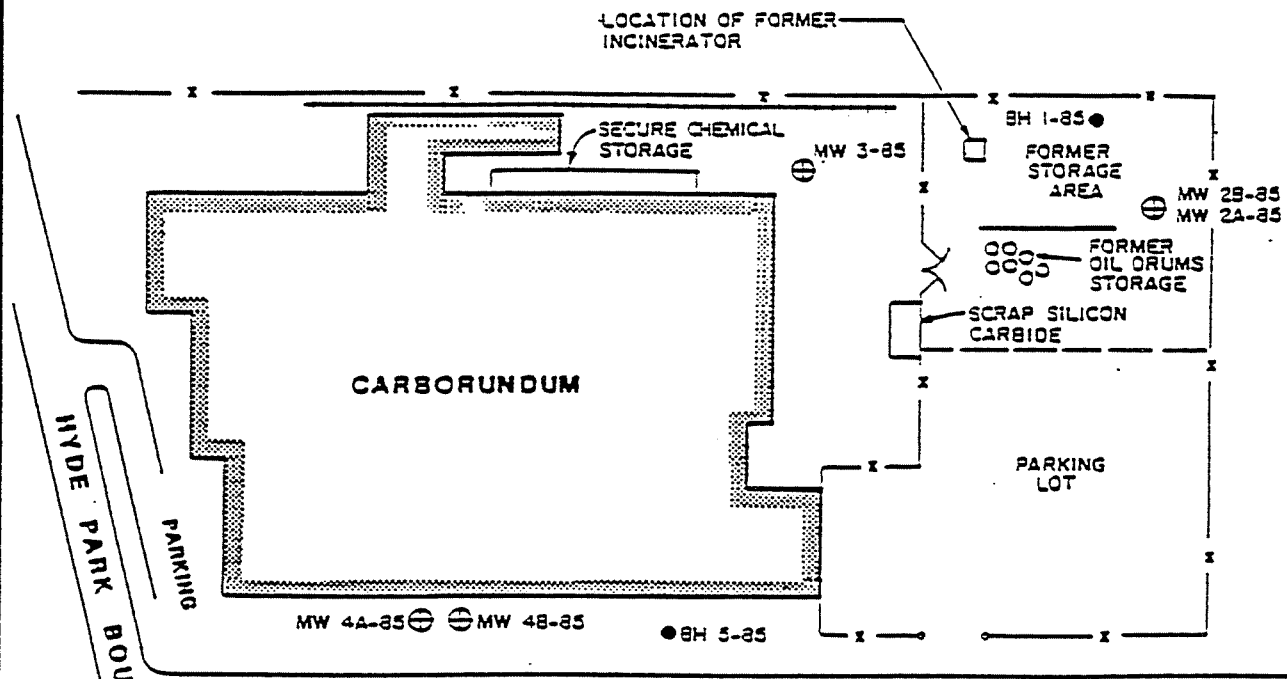 LOCATION OF FORMER
INCINERATOR
BH 1-85
SECURE CHEMICAL
STORAGE
MW 3-85
FORMER
STORAGE
AREA
MW 2B-85
MW 2A-85
FORMER
OIL DRUMS
STORAGE
SCRAP SILICON
CARBIDE
CARBORUNDUM
PARKING
LOT
HYDE PARK BOU
PARKING
MW 4A-85
MW 4B-85
BH 5-85